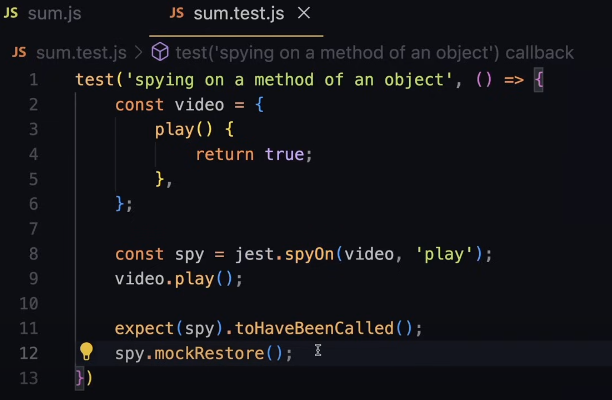 JS sum.js JS sum.test.js ×
JS sum.test.js > test('spying on a method of an object') callback
1 test('spying on a method of an object', () => {
2 const video = {
3 play() {
4 return true;
5 },
6 };
7
8 const spy = jest.spyOn(video, 'play');
9 video.play();
10
11 expect(spy).toHaveBeenCalled();
12 spy.mockRestore();
13 })